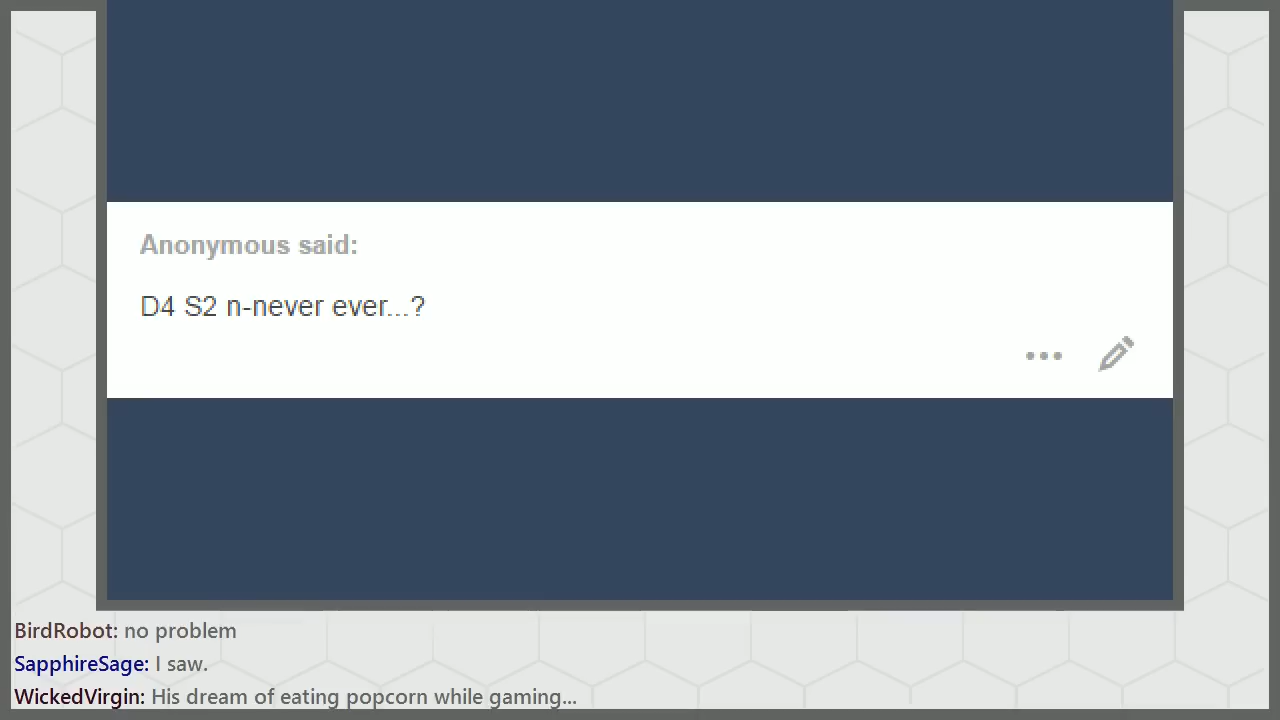 Anonymous said:
D4 S2 n-never ever...?
BirdRobot: no problem
SapphireSage: I saw.
WickedVirgin: His dream of eating popcorn while gaming...